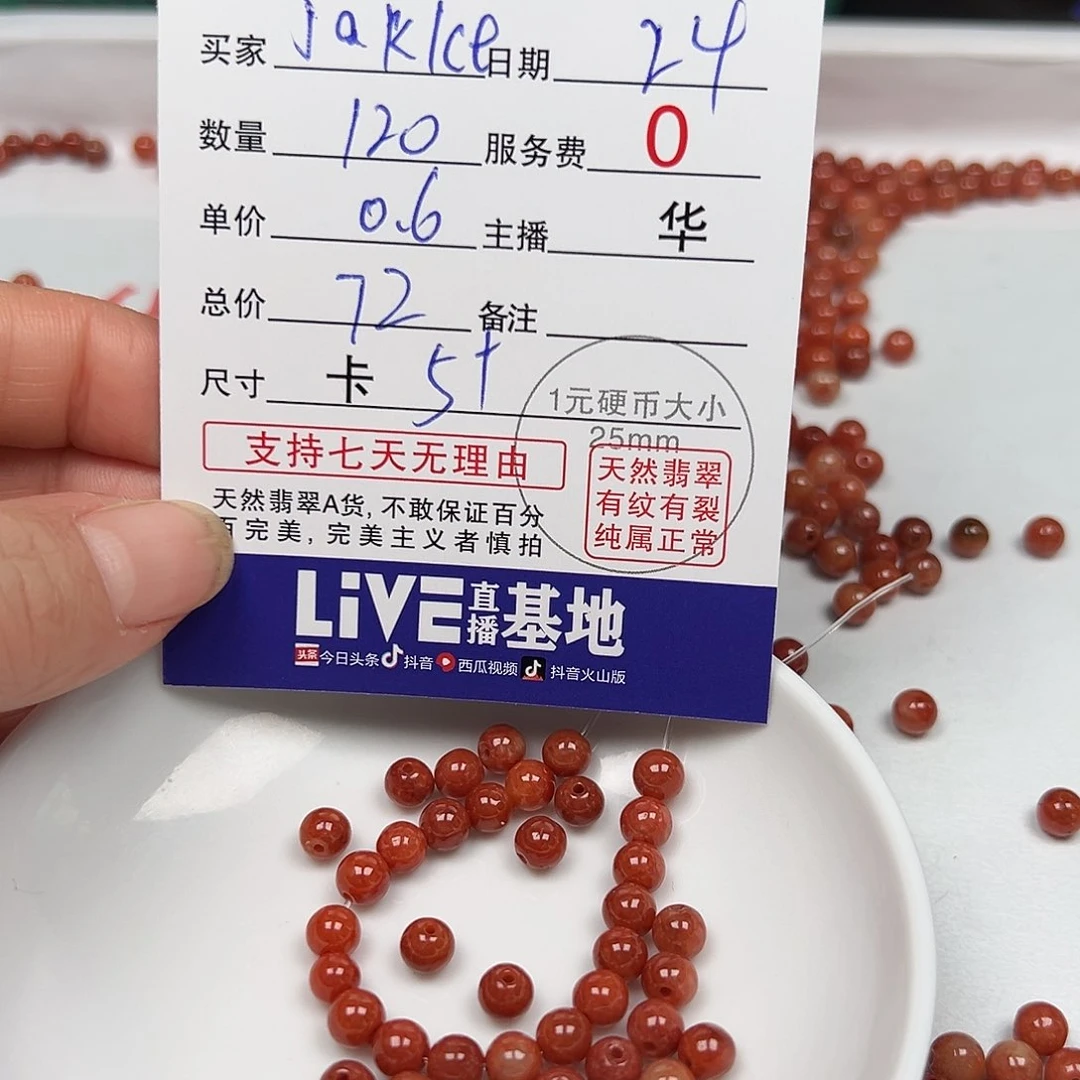 买家 jakIce 日期 24
数量 120 服务费 0
单价 0.6 主播 华
总价 72 备注
尺寸 卡 5+
1元硬币大小
25mm
支持七天无理由
天然翡翠
有纹有裂
纯属正常
天然翡翠A货,不敢保证百分
百完美,完美主义者慎拍
LiVE 直播 基地
头条 今日头条 抖音 西瓜视频 抖音火山版